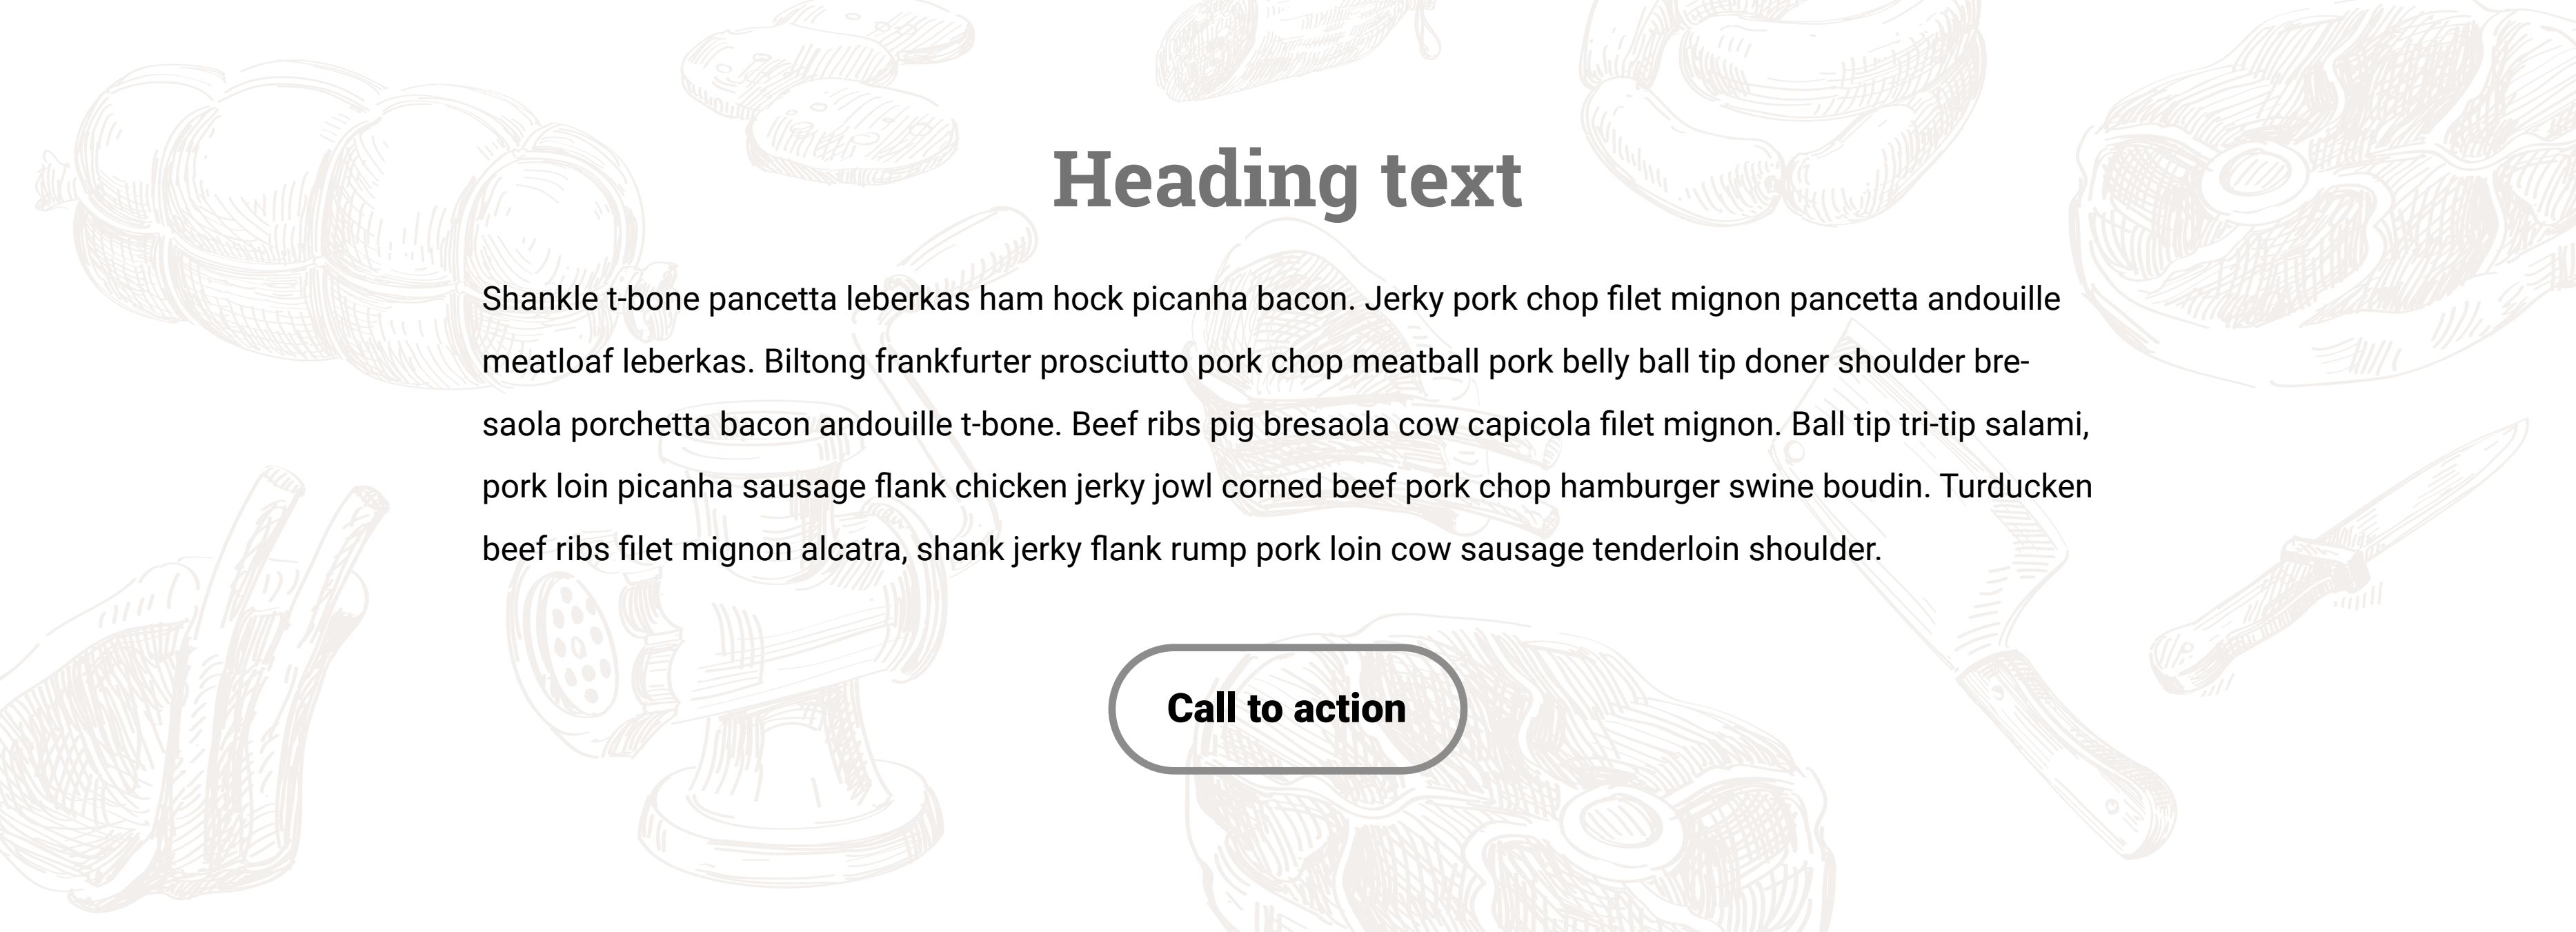 Heading text
Shankle t-bone pancetta leberkas ham hock picanha bacon. Jerky pork chop filet mignon pancetta andouille
meatloaf leberkas. Biltong frankfurter prosciutto pork chop meatball pork belly ball tip doner shoulder bre-
saola porchetta bacon andouille t-bone. Beef ribs pig bresaola cow capicola filet mignon. Ball tip tri-tip salami,
pork loin picanha sausage flank chicken jerky jowl corned beef pork chop hamburger swine boudin. Turducken
beef ribs filet mignon alcatra, shank jerky flank rump pork loin cow sausage tenderloin shoulder.
Call to action